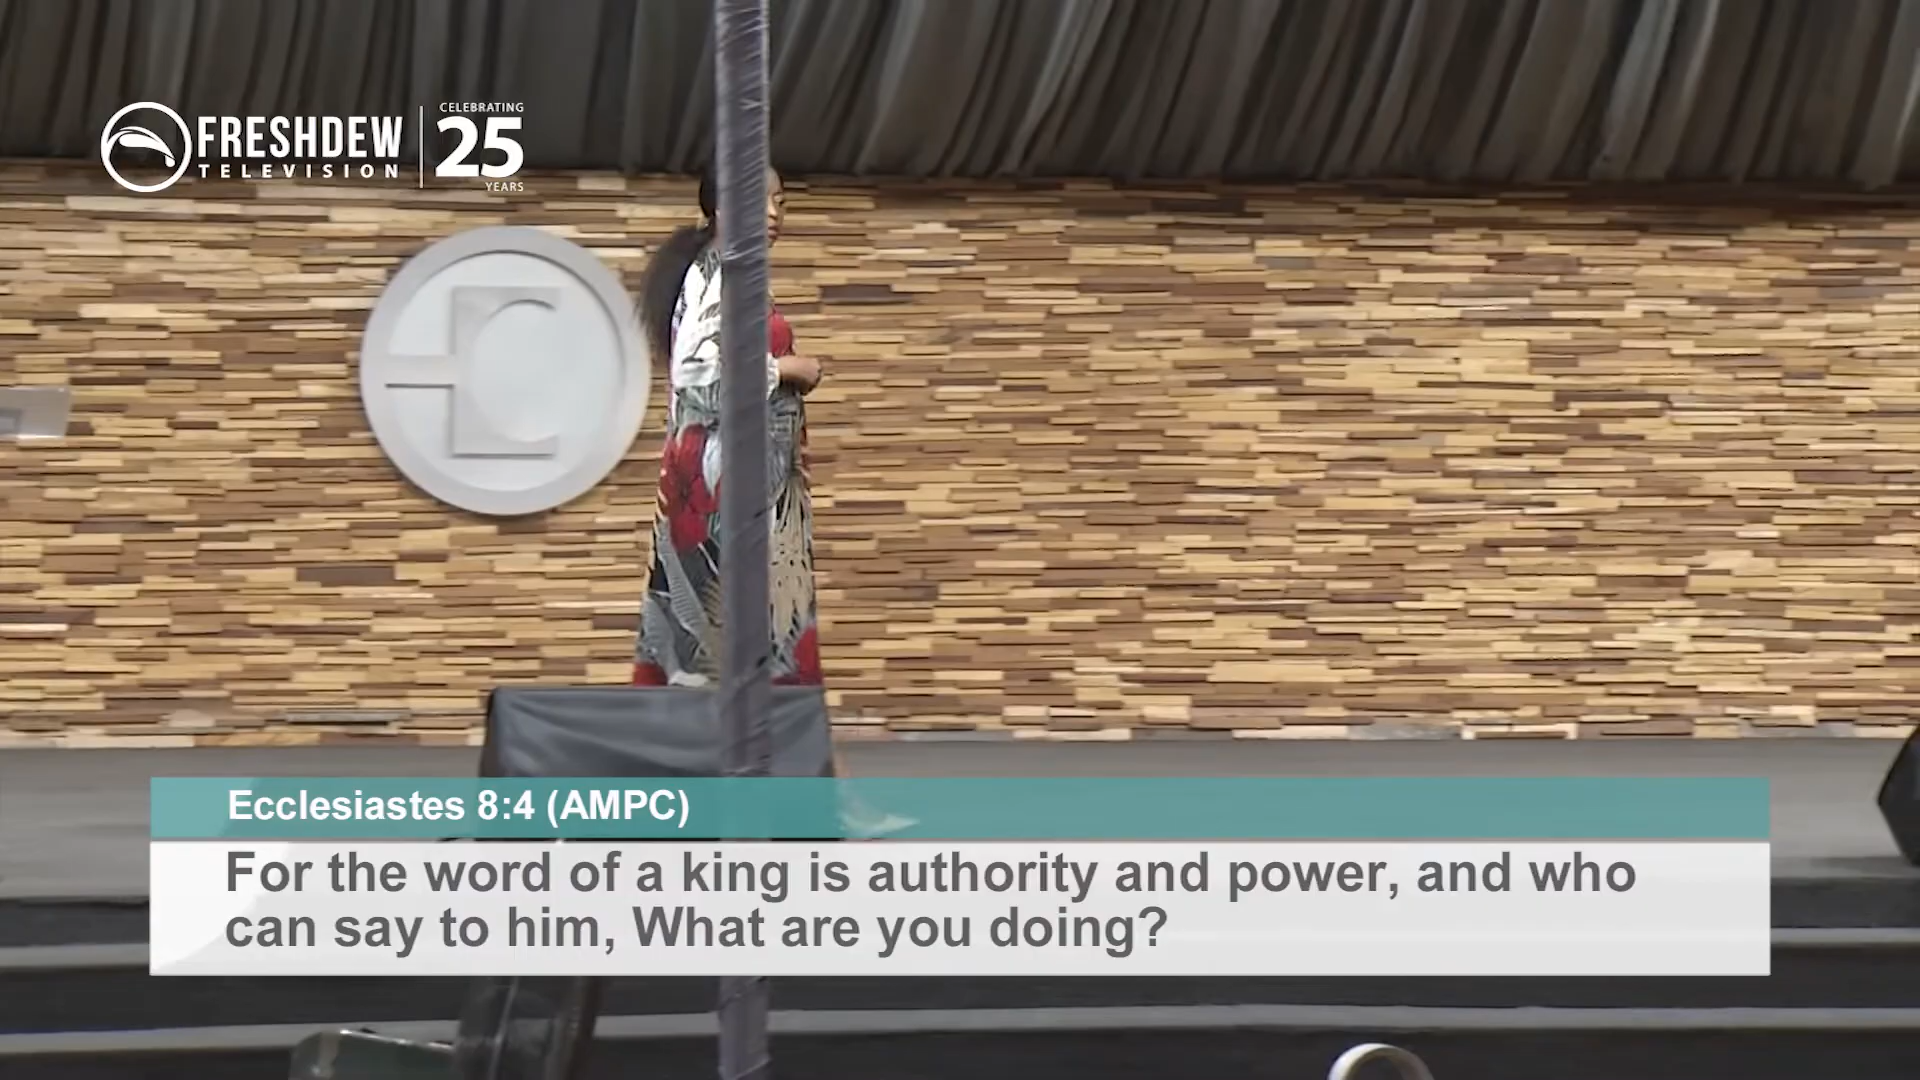 FRESHDEW
TELEVISION
CELEBRATING
25
YEARS
Ecclesiastes 8:4 (AMPC)
For the word of a king is authority and power, and who
can say to him, What are you doing?